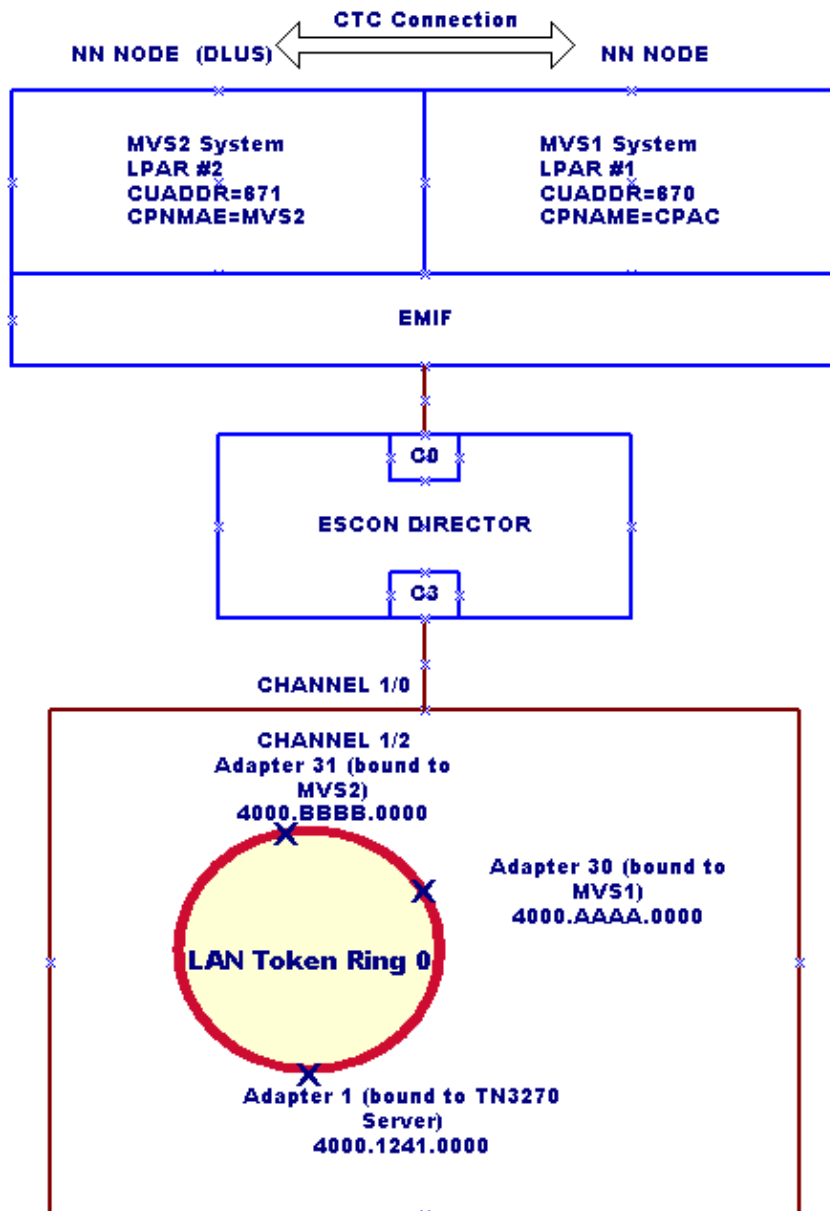 CTC Connection
NN NODE (DLUS)
NN NODE
MVS2 System
LPAR #2
CUADDR=671
CPNMAE=MVS2
MVS1 System
LPAR #1
CUADDR=670
CPNAME=CPAC
EMIF
C0
ESCON DIRECTOR
C3
CHANNEL 1/0
CHANNEL 1/2
Adapter 31 (bound to
MVS2)
4000.BBBB.0000
Adapter 30 (bound to
MVS1)
4000.AAAA.0000
LAN Token Ring 0
Adapter 1 (bound to TN3270
Server)
4000.1241.0000